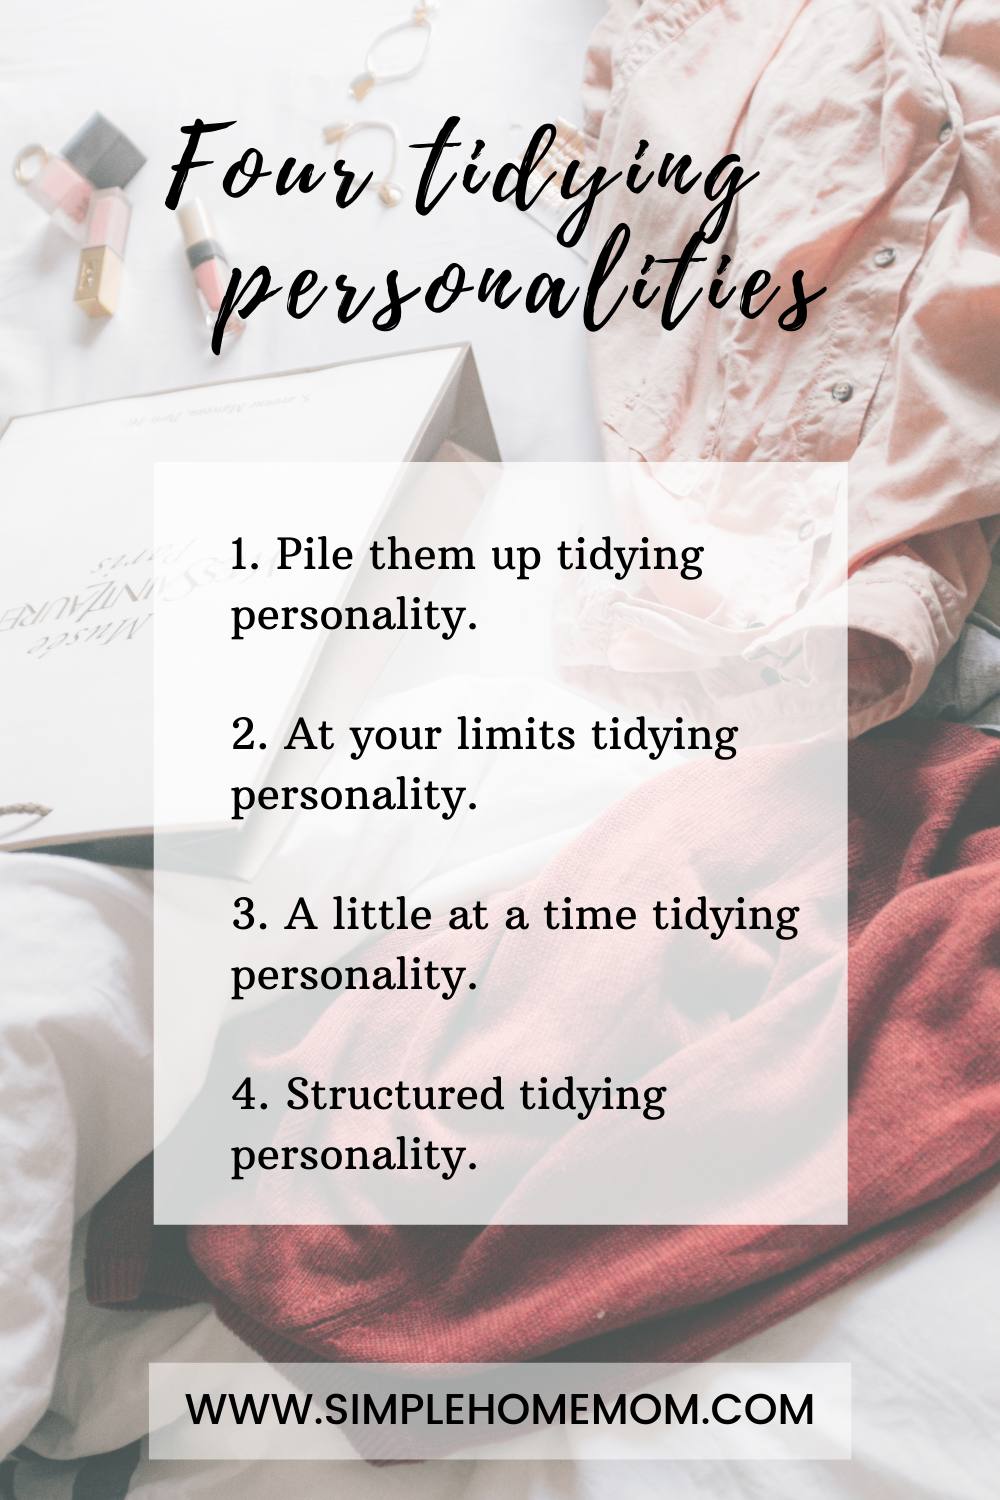 Four tidying
personalities
1. Pile them up tidying
personality.
2. At your limits tidying
personality.
3. A little at a time tidying
personality.
4. Structured tidying
personality.
WWW.SIMPLEHOMEMOM.COM